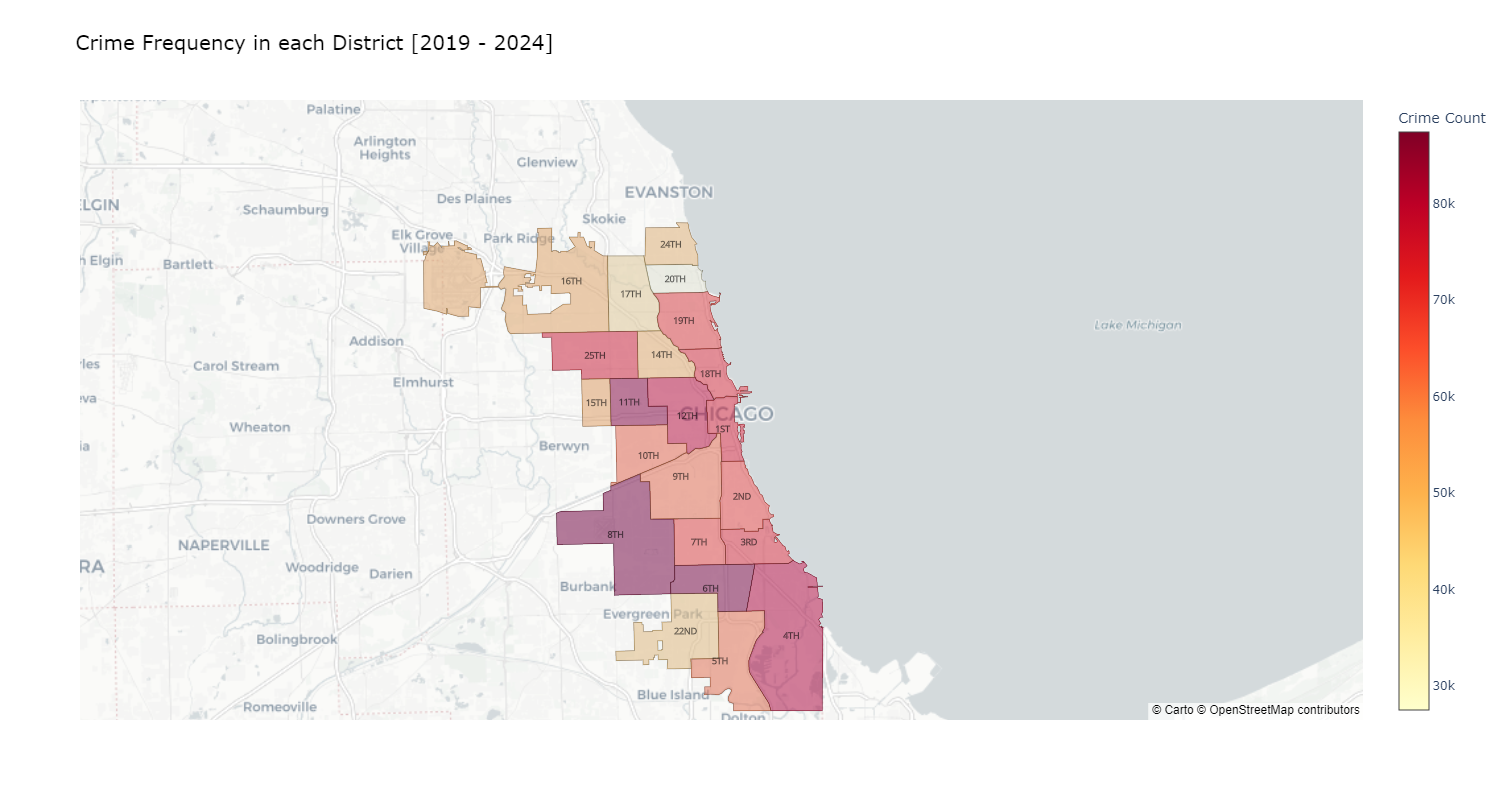 Crime Frequency in each District [2019 - 2024]
Palatine
Arlington
Heights
Glenview
EVANSTON
Des Plaines
Schaumburg
LGIN
Skokie
Elk Grove
Village
Park Ridge
24TH
h Elgin
Bartlett
20TH
16TH
17TH
19TH
Lake Michigan
Addison
25TH
14TH
les
Carol Stream
18TH
Elmhurst
eva
15TH
11TH
12TH
CHICAGO
Wheaton
1ST
ia
Berwyn
10TH
9TH
2ND
Downers Grove
8TH
7TH
3RD
NAPERVILLE
RA
Woodridge
Darien
Burbank
6TH
Evergreen Park
22ND
4TH
Bolingbrook
5TH
Blue Island
Romeoville
Dolton
© Carto © OpenStreetMap contributors
Crime Count
80k
70k
60k
50k
40k
30k